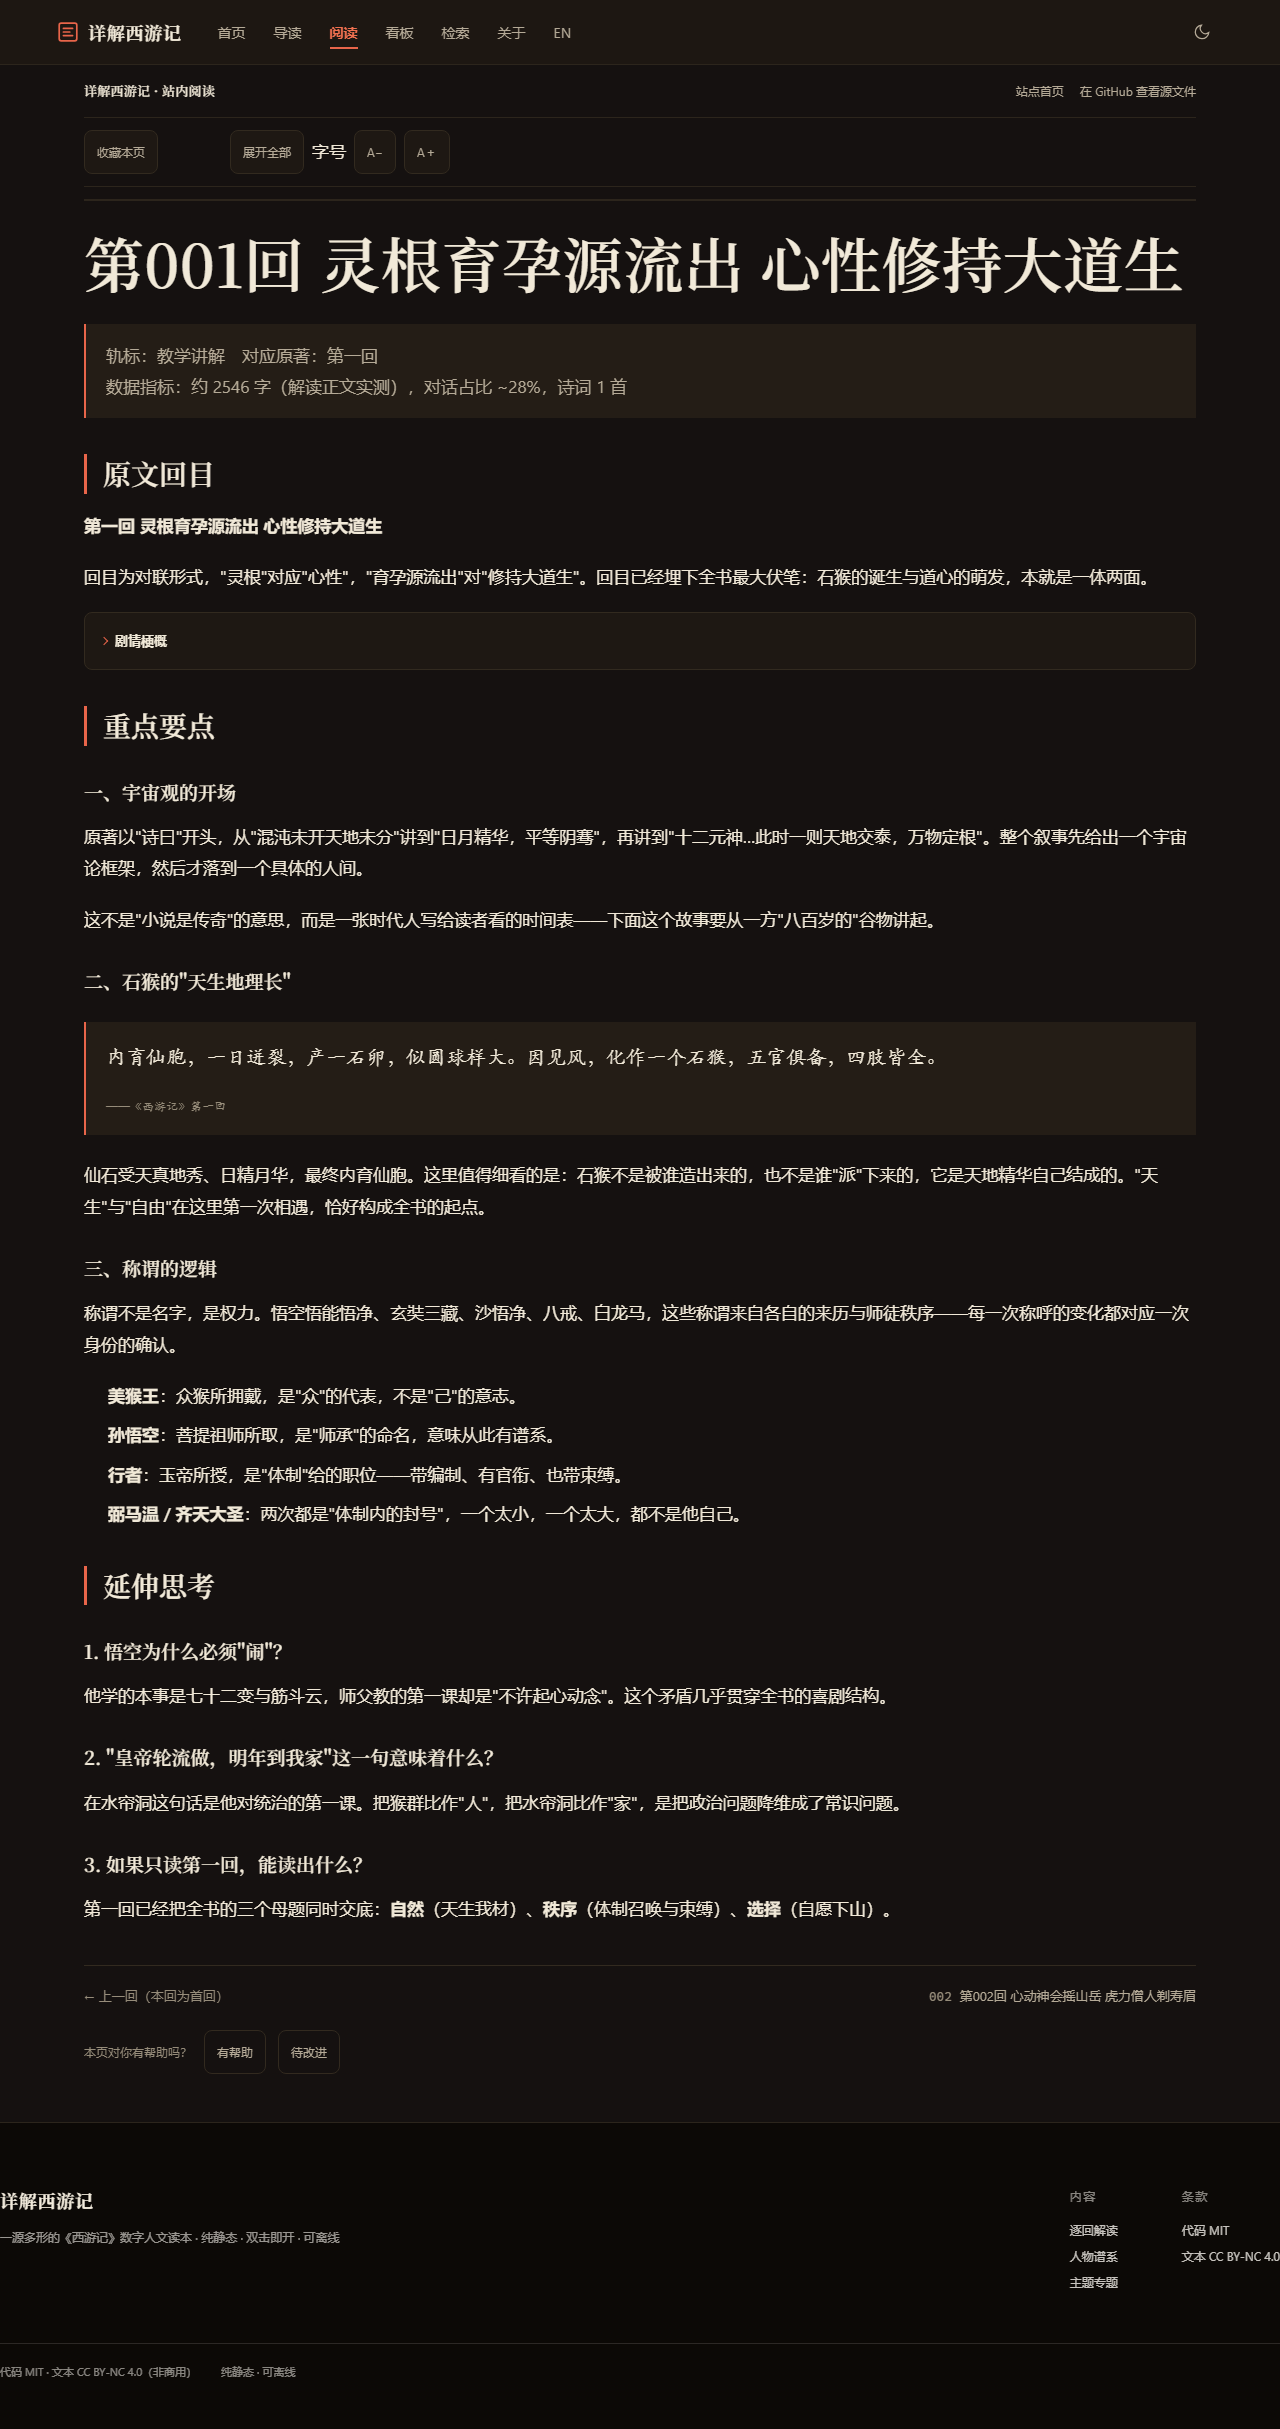 详解西游记 首页 导读 阅读 看板 检索 关于 EN
详解西游记 · 站内阅读 站点首页 在 GitHub 查看源文件
收藏本页 展开全部 字号 A− A+
第001回 灵根育孕源流出 心性修持大道生
轨标：教学讲解 对应原著：第一回
数据指标：约 2546 字（解读正文实测），对话占比 ~28%，诗词 1 首
原文回目
第一回 灵根育孕源流出 心性修持大道生
回目为对联形式，"灵根"对应"心性"，"育孕源流出"对"修持大道生"。回目已经埋下全书最大伏笔：石猴的诞生与道心的萌发，本就是一体两面。
剧情梗概
重点要点
一、宇宙观的开场
原著以"诗曰"开头，从"混沌未开天地未分"讲到"日月精华，平等阴骞"，再讲到"十二元神...此时一则天地交泰，万物定根"。整个叙事先给出一个宇宙
论框架，然后才落到一个具体的人间。
这不是"小说是传奇"的意思，而是一张时代人写给读者看的时间表——下面这个故事要从一方"八百岁的"谷物讲起。
二、石猴的"天生地理长"
内育仙胞，一日迸裂，产一石卵，似圆球样大。因见风，化作一个石猴，五官俱备，四肢皆全。
——《西游记》第一回
仙石受天真地秀、日精月华，最终内育仙胞。这里值得细看的是：石猴不是被谁造出来的，也不是谁"派"下来的，它是天地精华自己结成的。"天
生"与"自由"在这里第一次相遇，恰好构成全书的起点。
三、称谓的逻辑
称谓不是名字，是权力。悟空悟能悟净、玄奘三藏、沙悟净、八戒、白龙马，这些称谓来自各自的来历与师徒秩序——每一次称呼的变化都对应一次
身份的确认。
美猴王：众猴所拥戴，是"众"的代表，不是"己"的意志。
孙悟空：菩提祖师所取，是"师承"的命名，意味从此有谱系。
行者：玉帝所授，是"体制"给的职位——带编制、有官衔、也带束缚。
弼马温 / 齐天大圣：两次都是"体制内的封号"，一个太小，一个太大，都不是他自己。
延伸思考
1. 悟空为什么必须"闹"？
他学的本事是七十二变与筋斗云，师父教的第一课却是"不许起心动念"。这个矛盾几乎贯穿全书的喜剧结构。
2. "皇帝轮流做，明年到我家"这一句意味着什么？
在水帘洞这句话是他对统治的第一课。把猴群比作"人"，把水帘洞比作"家"，是把政治问题降维成了常识问题。
3. 如果只读第一回，能读出什么？
第一回已经把全书的三个母题同时交底：自然（天生我材）、秩序（体制召唤与束缚）、选择（自愿下山）。
← 上一回（本回为首回） 002 第002回 心动神会摇山岳 虎力僧人剃寿眉
本页对你有帮助吗？ 有帮助 待改进
详解西游记 内容 条款
一源多形的《西游记》数字人文读本 · 纯静态 · 双击即开 · 可离线 逐回解读 代码 MIT
人物谱系 文本 CC BY-NC 4.0
主题专题
代码 MIT · 文本 CC BY-NC 4.0（非商用） 纯静态 · 可离线